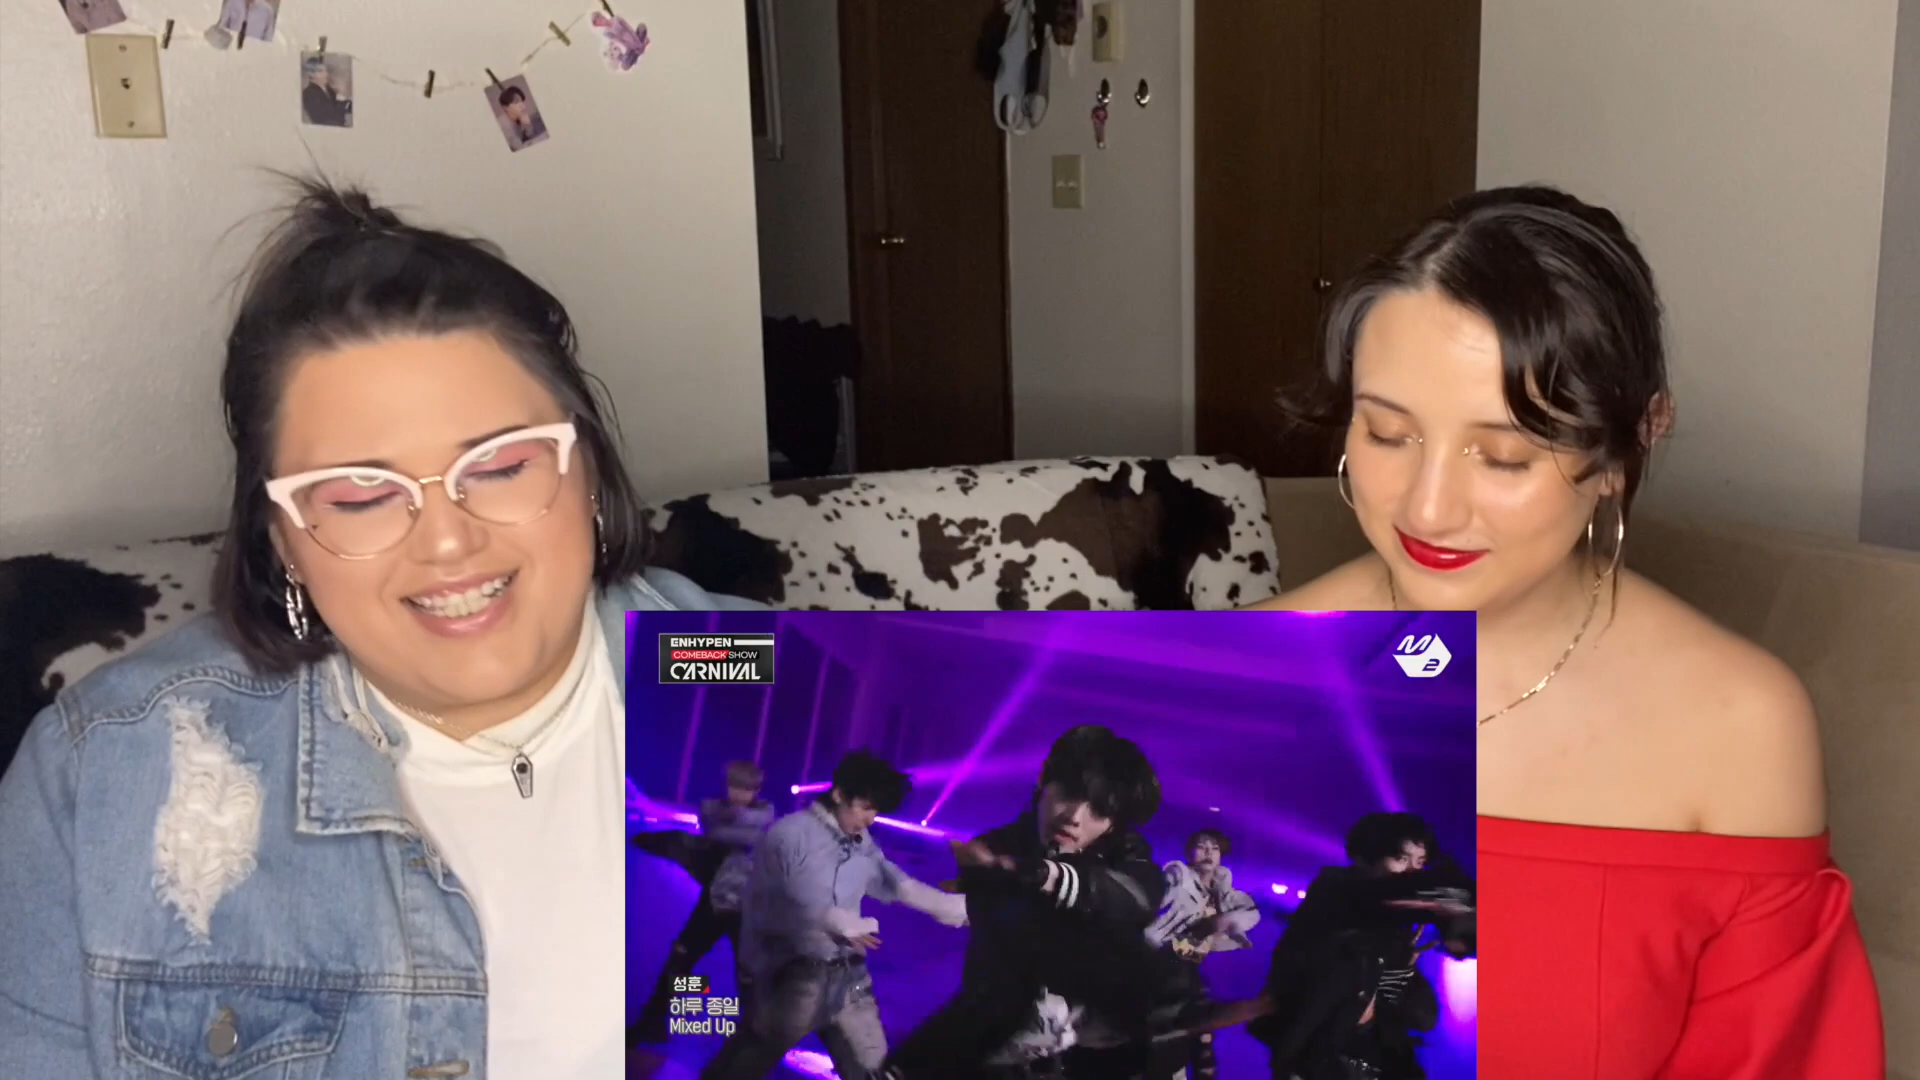 ENHYPEN
COMEBACK SHOW
CARNIVAL
M2
성훈
하루 종일
Mixed Up